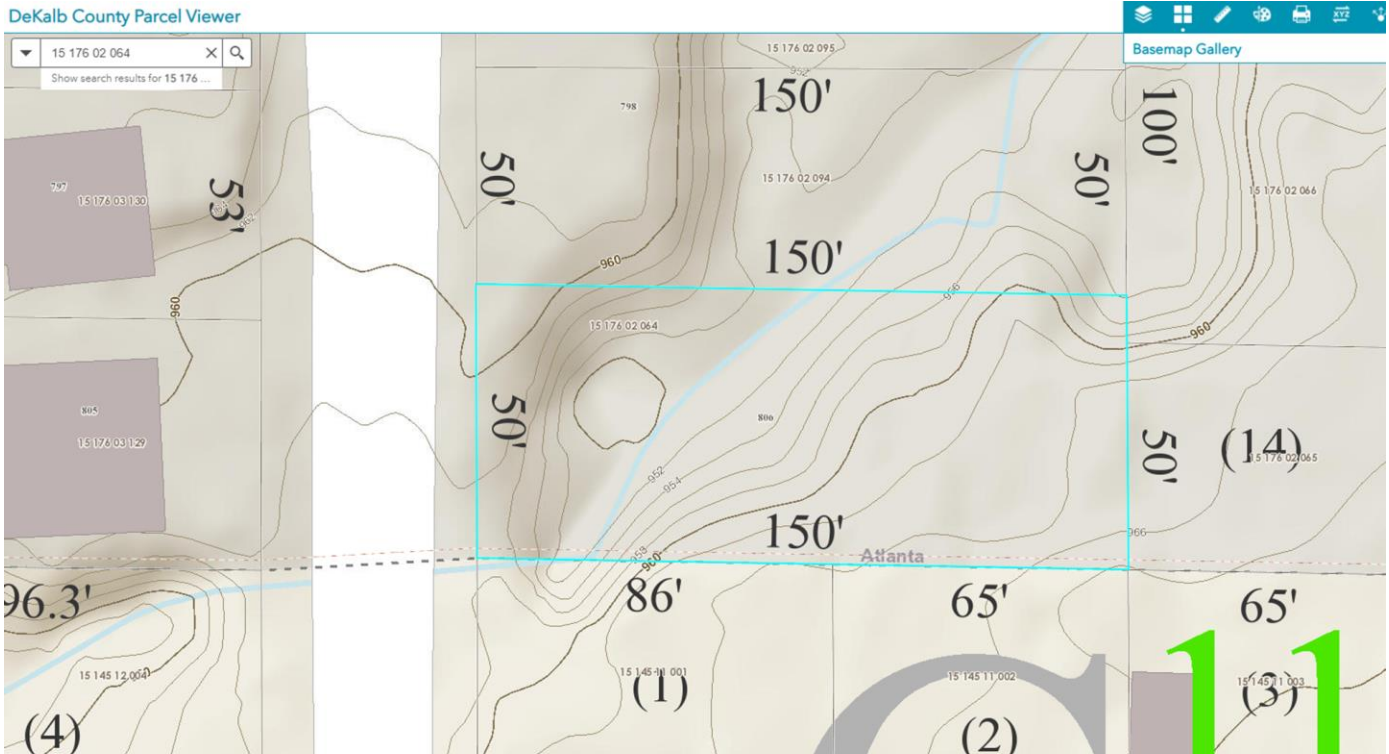 DeKalb County Parcel Viewer
XYZ
15 176 02 064
Show search results for 15 176 ...
Basemap Gallery
15 176 02 095
952
150'
100'
798
50'
50'
15 176 02 094
797
15 176 03 130
53'
962
15 176 02 066
150'
960
956
960
15 176 02 064
960
50'
805
15 176 03 129
800
50'
(14)
15 176 02 065
952
954
150'
966
958
960
Atlanta
96.3'
86'
65'
65'
15 145 12 004
15 145 11 001
(1)
15 145 11 002
11
15 145 11 003
(3)
(4)
(2)